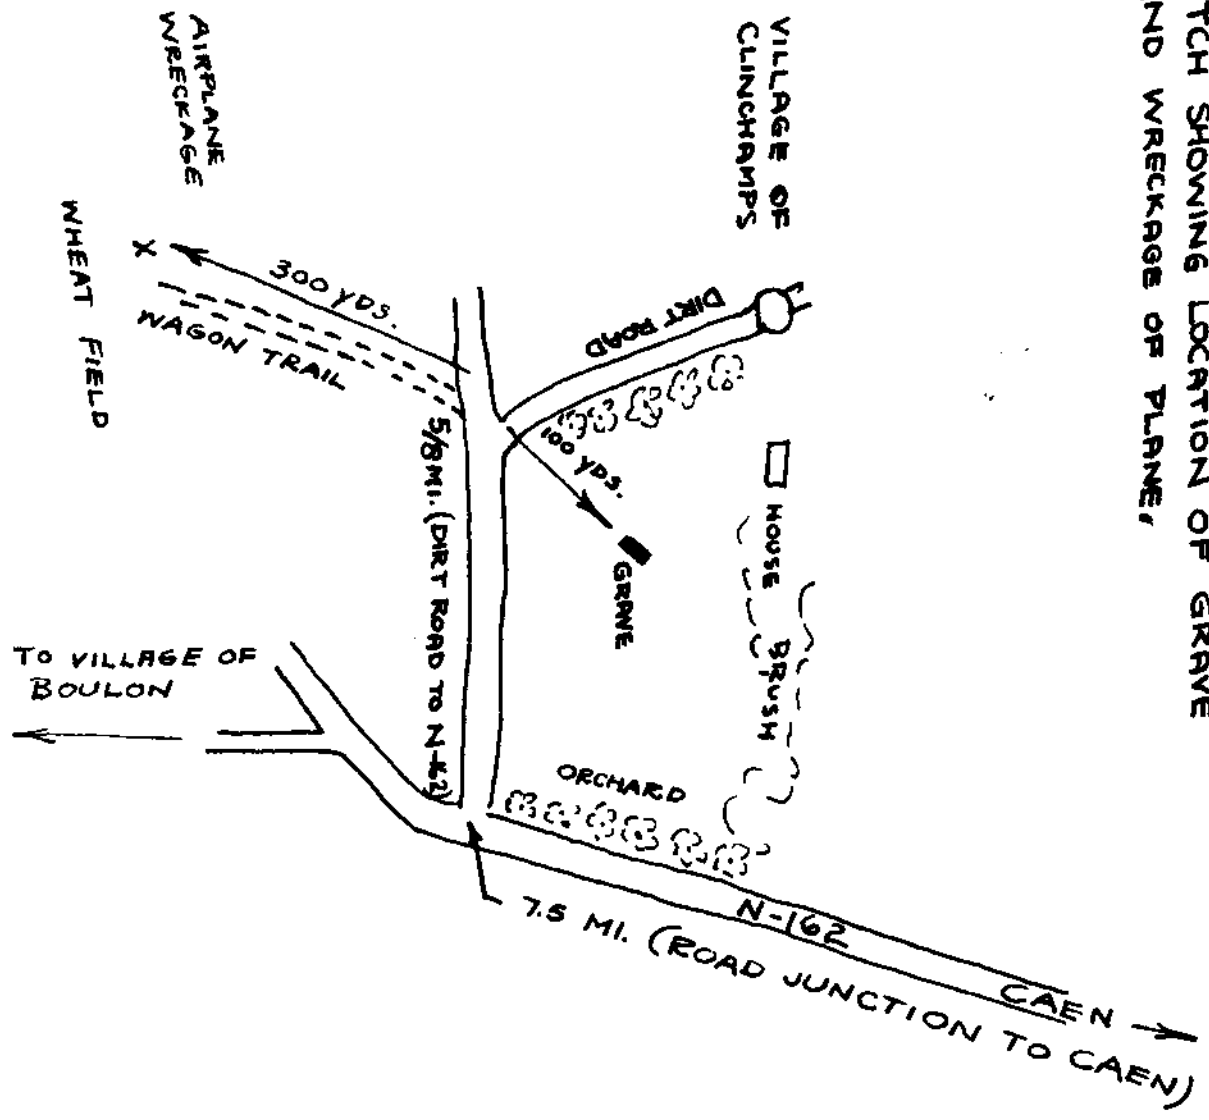 TCH SHOWING LOCATION OF GRAVE
ND WRECKAGE OF PLANE,
VILLAGE OF
CLINCHAMPS
AIRPLANE
WRECKAGE
WHEAT FIELD
X
300 YDS.
WAGON TRAIL
DIRT ROAD
100 YDS.
GRAVE
HOUSE
BRUSH
5/8 MI. (DIRT ROAD TO N-162)
TO VILLAGE OF
BOULON
ORCHARD
N-162
CAEN
7.5 MI. (ROAD JUNCTION TO CAEN)